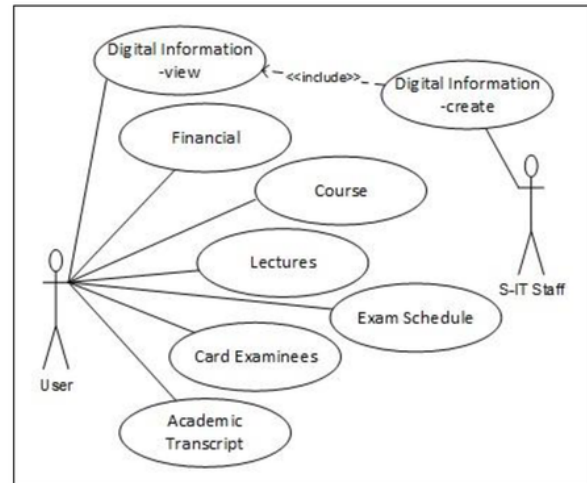 Digital Information
-view
<<include>>
Digital Information
-create
Financial
Course
Lectures
S-IT Staff
Exam Schedule
Card Examinees
User
Academic
Transcript